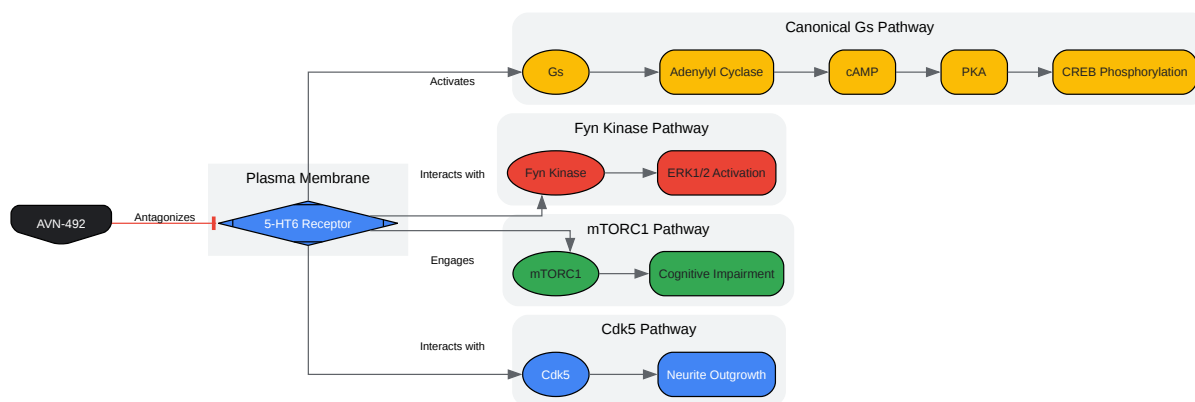 Canonical Gs Pathway
Gs
Adenylyl Cyclase
cAMP
PKA
CREB Phosphorylation
Activates
Fyn Kinase Pathway
Interacts with
Fyn Kinase
ERK1/2 Activation
Plasma Membrane
AVN-492
Antagonizes
5-HT6 Receptor
mTORC1 Pathway
Engages
mTORC1
Cognitive Impairment
Cdk5 Pathway
Interacts with
Cdk5
Neurite Outgrowth